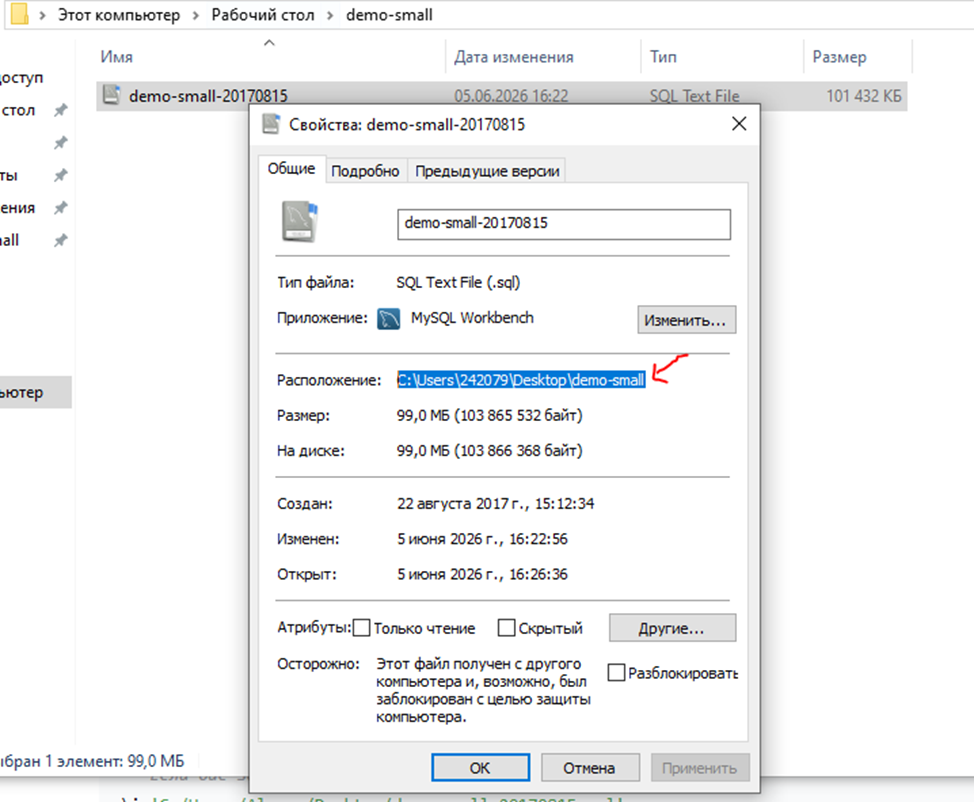 Этот компьютер > Рабочий стол > demo-small
Имя Дата изменения Тип Размер
demo-small-20170815 05.06.2026 16:22 SQL Text File 101 432 КБ
оступ
стол
ты
ения
all
ьютер
Свойства: demo-small-20170815
Общие Подробно Предыдущие версии
demo-small-20170815
Тип файла: SQL Text File (.sql)
Приложение: MySQL Workbench Изменить...
Расположение: C:\Users\242079\Desktop\demo-small
Размер: 99,0 МБ (103 865 532 байт)
На диске: 99,0 МБ (103 866 368 байт)
Создан: 22 августа 2017 г., 15:12:34
Изменен: 5 июня 2026 г., 16:22:56
Открыт: 5 июня 2026 г., 16:26:36
Атрибуты: Только чтение Скрытый Другие...
Осторожно: Этот файл получен с другого
компьютера и, возможно, был
заблокирован с целью защиты
компьютера.
Разблокировать
ыбран 1 элемент: 99,0 МБ
ОК Отмена Применить